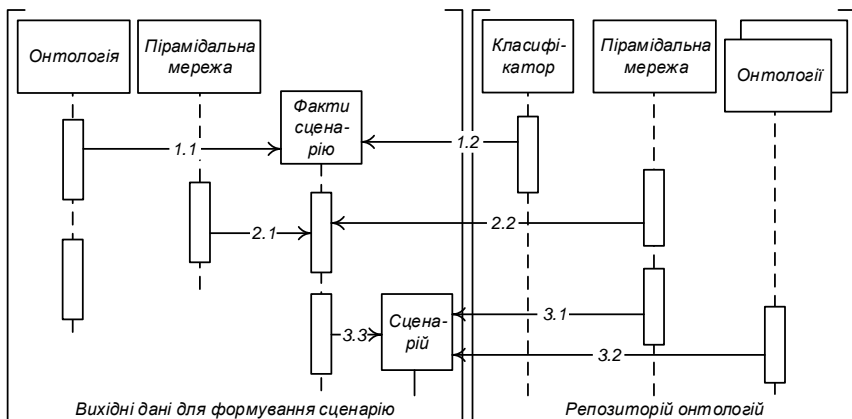 Онтологія
Пірамідальна
мережа
Класифі-
катор
Пірамідальна
мережа
Онтології
Факти
сцена-
рію
1.1
1.2
2.1
2.2
3.1
3.3
Сцена-
рій
3.2
Вихідні дані для формування сценарію
Репозиторій онтологій